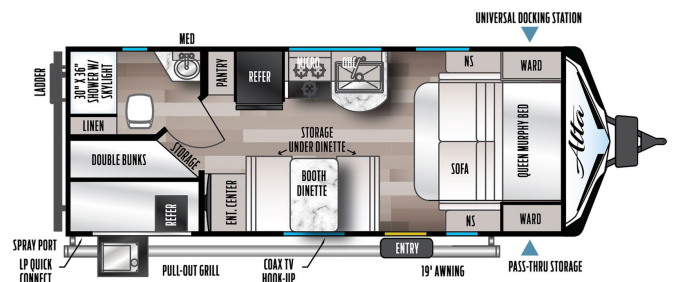 UNIVERSAL DOCKING STATION
MED
LADDER
30" X 36"
SHOWER W/
SKYLIGHT
LINEN
PANTRY
REFER
MICRO
OHC
NS
WARD
DOUBLE BUNKS
STORAGE
STORAGE
UNDER DINETTE
BOOTH
DINETTE
ENT. CENTER
REFER
SOFA
QUEEN MURPHY BED
Alta
NS
WARD
SPRAY PORT
LP QUICK
CONNECT
PULL-OUT GRILL
COAX TV
HOOK-UP
ENTRY
19' AWNING
PASS-THRU STORAGE